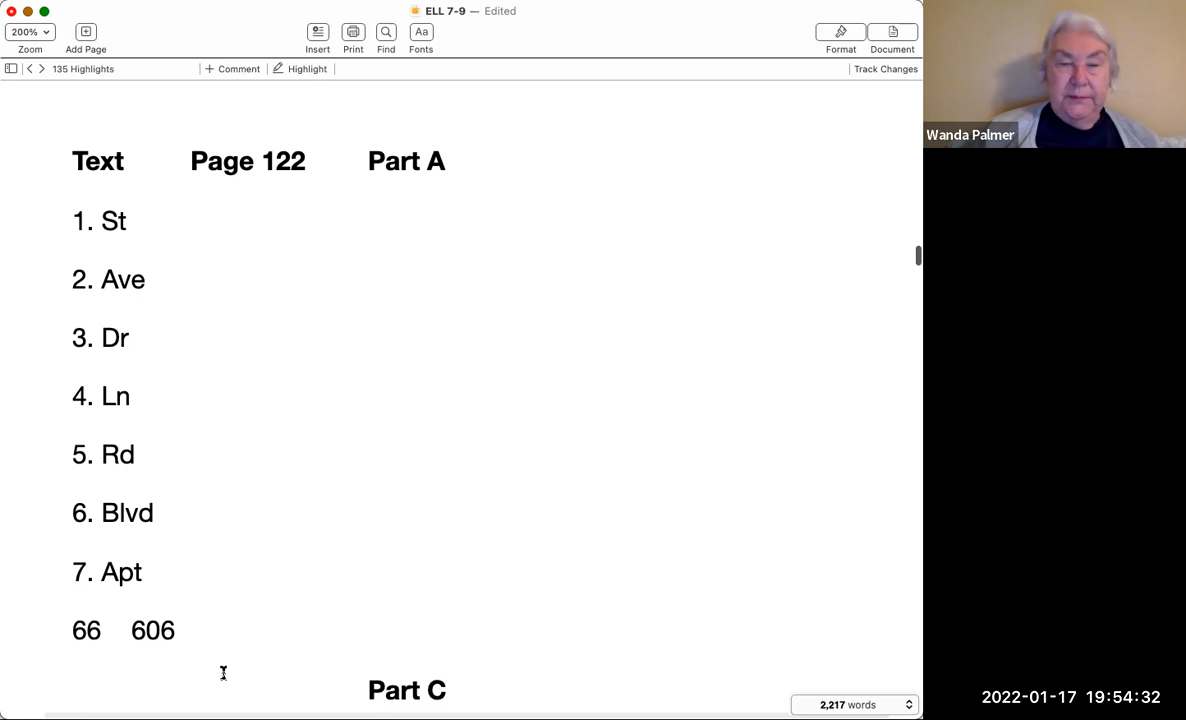 ELL 7-9 — Edited
200%
Zoom
Add Page
Insert
Print
Find
Aa
Fonts
Format
Document
135 Highlights
+ Comment
Highlight
Track Changes
Text Page 122 Part A
1. St
2. Ave
3. Dr
4. Ln
5. Rd
6. Blvd
7. Apt
66 606
Part C
2,217 words
Wanda Palmer
2022-01-17 19:54:32